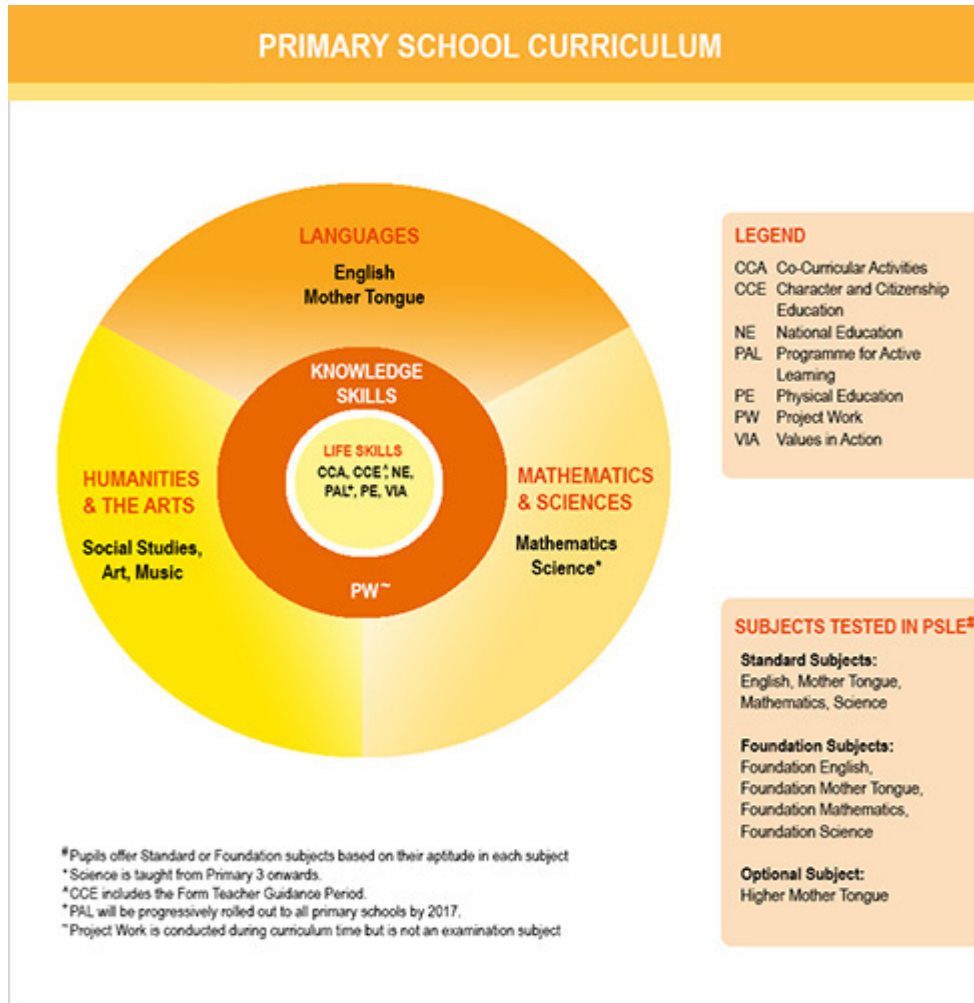 PRIMARY SCHOOL CURRICULUM
LANGUAGES
English
Mother Tongue
KNOWLEDGE
SKILLS
LIFE SKILLS
CCA, CCE^, NE,
PAL+, PE, VIA
PW~
HUMANITIES
& THE ARTS
Social Studies,
Art, Music
MATHEMATICS
& SCIENCES
Mathematics
Science*
LEGEND
CCA Co-Curricular Activities
CCE Character and Citizenship
Education
NE National Education
PAL Programme for Active
Learning
PE Physical Education
PW Project Work
VIA Values in Action
SUBJECTS TESTED IN PSLE#
Standard Subjects:
English, Mother Tongue,
Mathematics, Science
Foundation Subjects:
Foundation English,
Foundation Mother Tongue,
Foundation Mathematics,
Foundation Science
Optional Subject:
Higher Mother Tongue
#Pupils offer Standard or Foundation subjects based on their aptitude in each subject
*Science is taught from Primary 3 onwards.
^CCE includes the Form Teacher Guidance Period.
+PAL will be progressively rolled out to all primary schools by 2017.
~Project Work is conducted during curriculum time but is not an examination subject